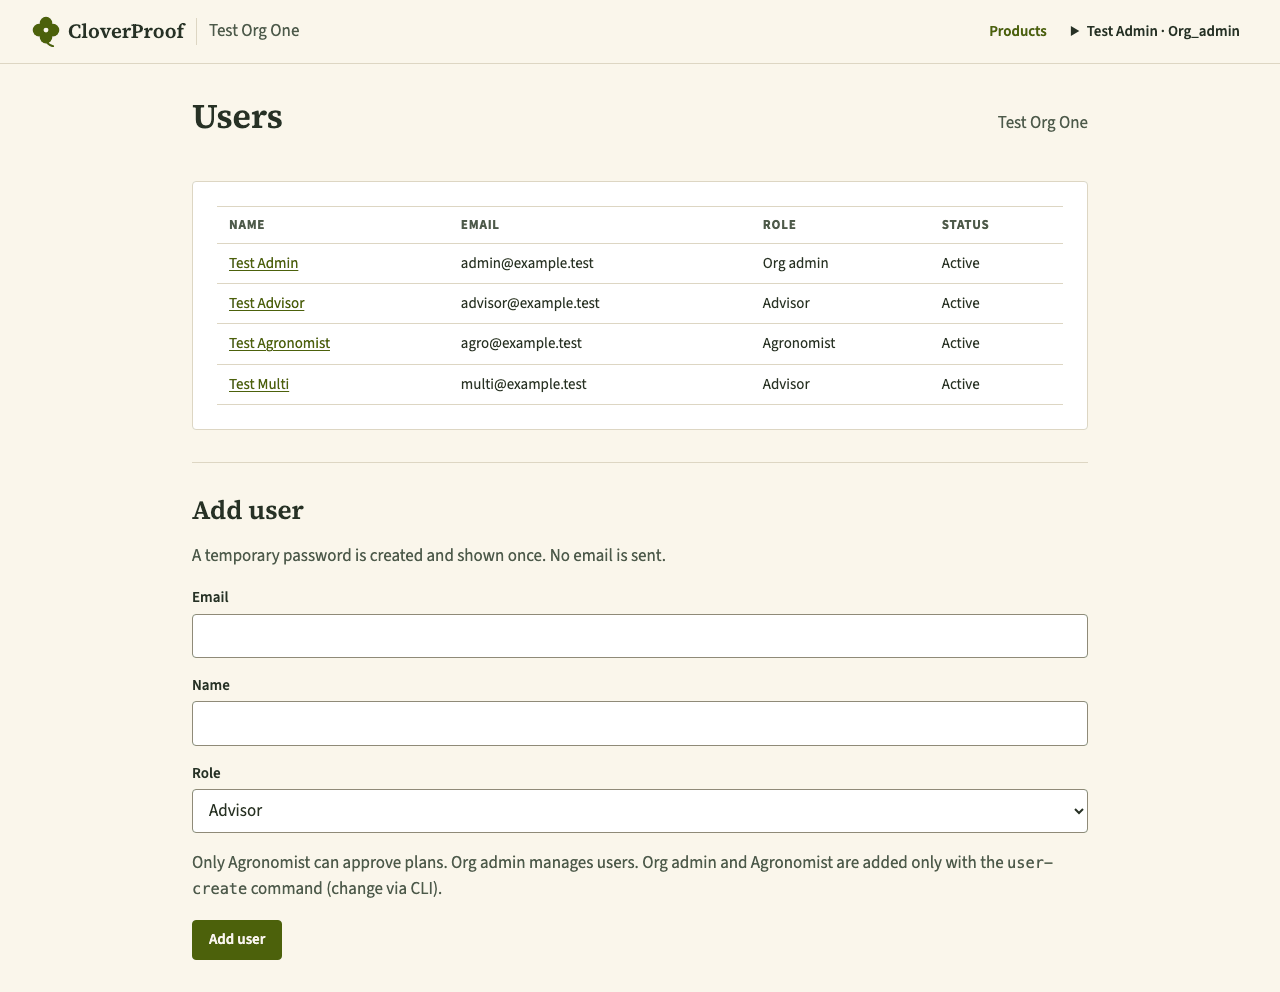 CloverProof Test Org One Products ▶ Test Admin · Org_admin
Users Test Org One
NAME EMAIL ROLE STATUS
Test Admin admin@example.test Org admin Active
Test Advisor advisor@example.test Advisor Active
Test Agronomist agro@example.test Agronomist Active
Test Multi multi@example.test Advisor Active
Add user
A temporary password is created and shown once. No email is sent.
Email
Name
Role
Advisor
Only Agronomist can approve plans. Org admin manages users. Org admin and Agronomist are added only with the user-
create command (change via CLI).
Add user